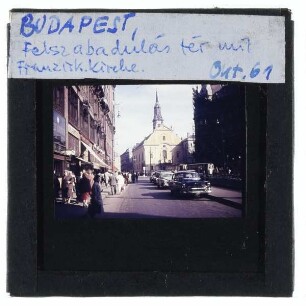 BUDAPEST,
Felszabadulás tér mit
Franzisk. Kirche. Okt. 61